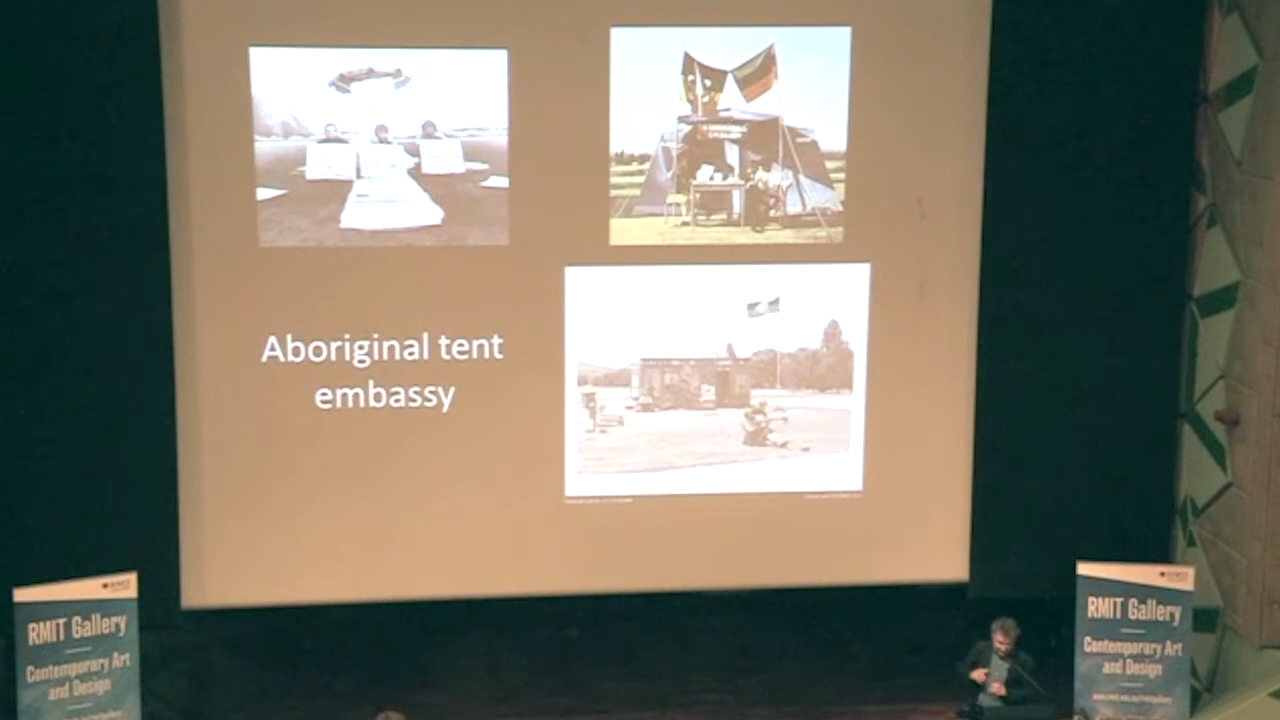 Aboriginal tent
embassy
RMIT Gallery
Contemporary Art
and Design
RMIT Gallery
Contemporary Art
and Design